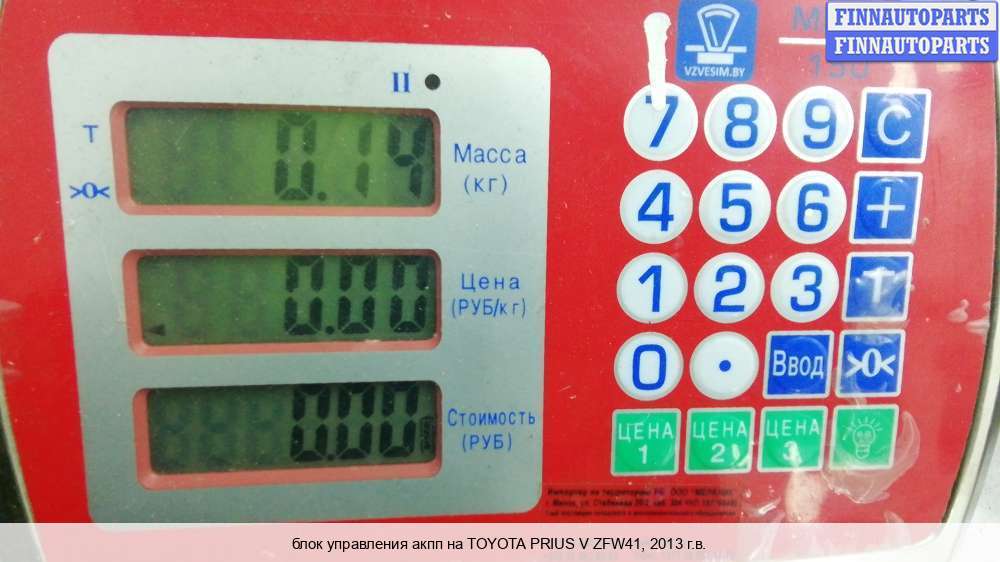 FINNAUTOPARTS
FINNAUTOPARTS
VZVESIM.BY
II
T
>0<
0.14
Масса
(кг)
0.00
Цена
(РУБ/кг)
0.00
Стоимость
(РУБ)
7 8 9 C
4 5 6 +
1 2 3 T
0 . Ввод >0<
ЦЕНА 1 ЦЕНА 2 ЦЕНА 3
блок управления акпп на TOYOTA PRIUS V ZFW41, 2013 г.в.